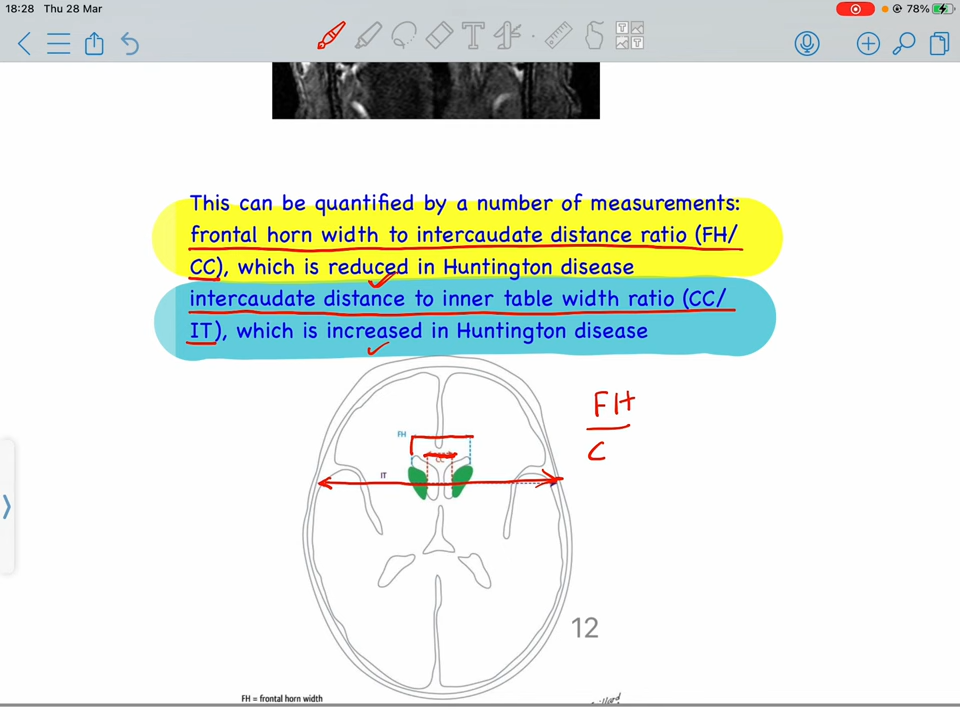 18:28 Thu 28 Mar
78%
This can be quantified by a number of measurements:
frontal horn width to intercaudate distance ratio (FH/
CC), which is reduced in Huntington disease
intercaudate distance to inner table width ratio (CC/
IT), which is increased in Huntington disease
FH
FH
CC
C
IT
12
FH = frontal horn width